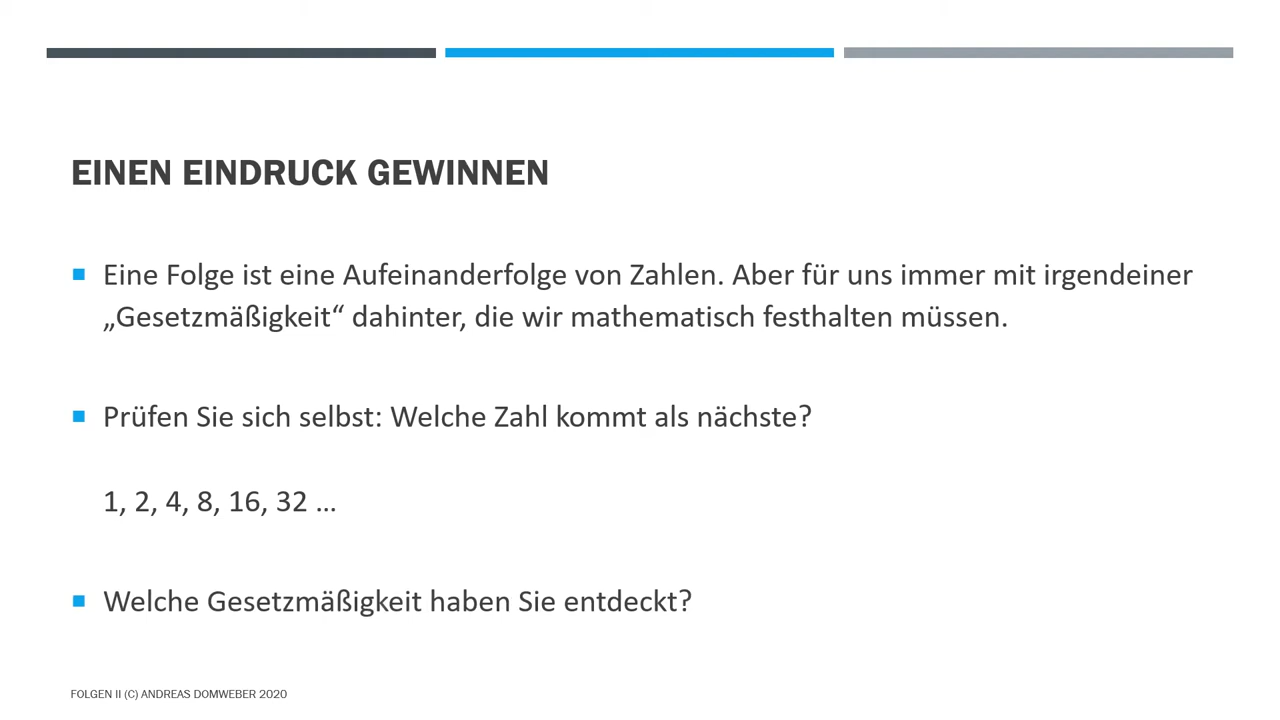 EINEN EINDRUCK GEWINNEN
Eine Folge ist eine Aufeinanderfolge von Zahlen. Aber für uns immer mit irgendeiner
„Gesetzmäßigkeit“ dahinter, die wir mathematisch festhalten müssen.
Prüfen Sie sich selbst: Welche Zahl kommt als nächste?
1, 2, 4, 8, 16, 32 …
Welche Gesetzmäßigkeit haben Sie entdeckt?
FOLGEN II (C) ANDREAS DOMWEBER 2020